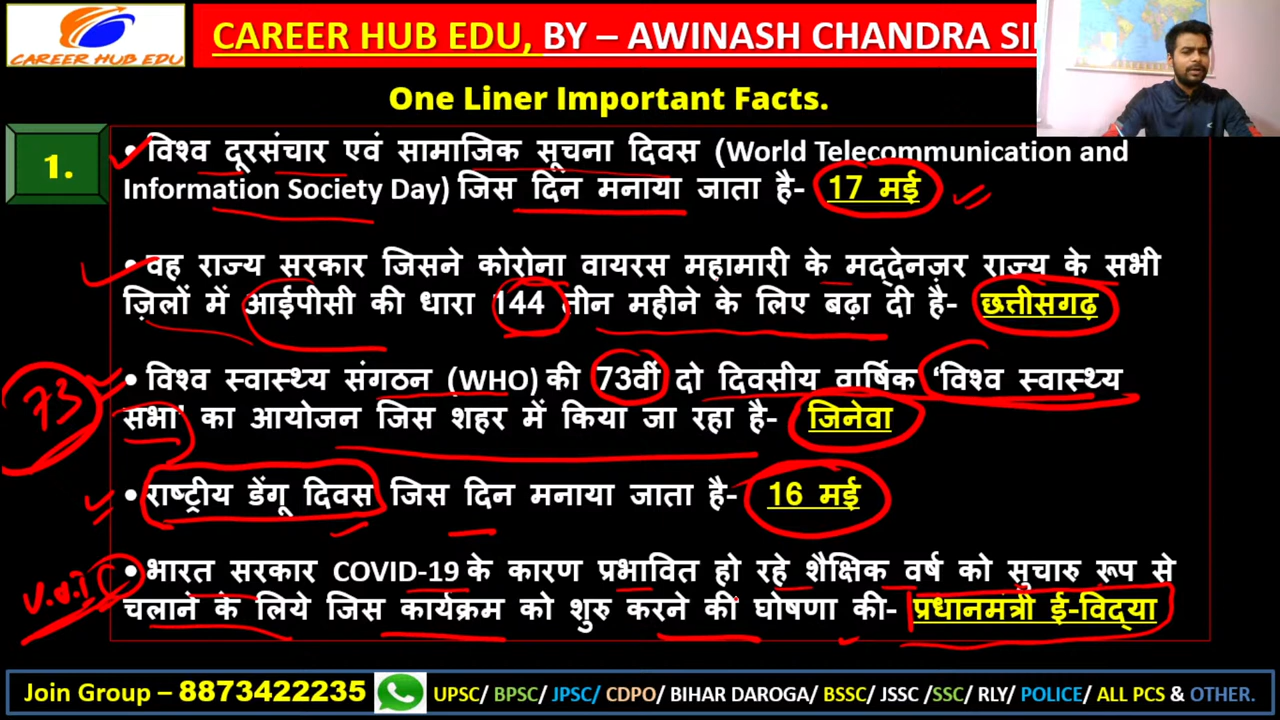 CAREER HUB EDU
CAREER HUB EDU, BY – AWINASH CHANDRA
One Liner Important Facts.
1.
• विश्व दूरसंचार एवं सामाजिक सूचना दिवस (World Telecommunication and
Information Society Day) जिस दिन मनाया जाता है- 17 मई
• वह राज्य सरकार जिसने कोरोना वायरस महामारी के मद्देनज़र राज्य के सभी
ज़िलों में आईपीसी की धारा 144 तीन महीने के लिए बढ़ा दी है- छत्तीसगढ़
73
• विश्व स्वास्थ्य संगठन (WHO) की 73वीं दो दिवसीय वार्षिक ‘विश्व स्वास्थ्य
सभा' का आयोजन जिस शहर में किया जा रहा है- जिनेवा
• राष्ट्रीय डेंगू दिवस जिस दिन मनाया जाता है- 16 मई
V.V.I
• भारत सरकार COVID-19 के कारण प्रभावित हो रहे शैक्षिक वर्ष को सुचारु रूप से
चलाने के लिये जिस कार्यक्रम को शुरु करने की घोषणा की- प्रधानमंत्री ई-विद्या
Join Group – 8873422235 UPSC/ BPSC/ JPSC/ CDPO/ BIHAR DAROGA/ BSSC/ JSSC /SSC/ RLY/ POLICE/ ALL PCS & OTHER.